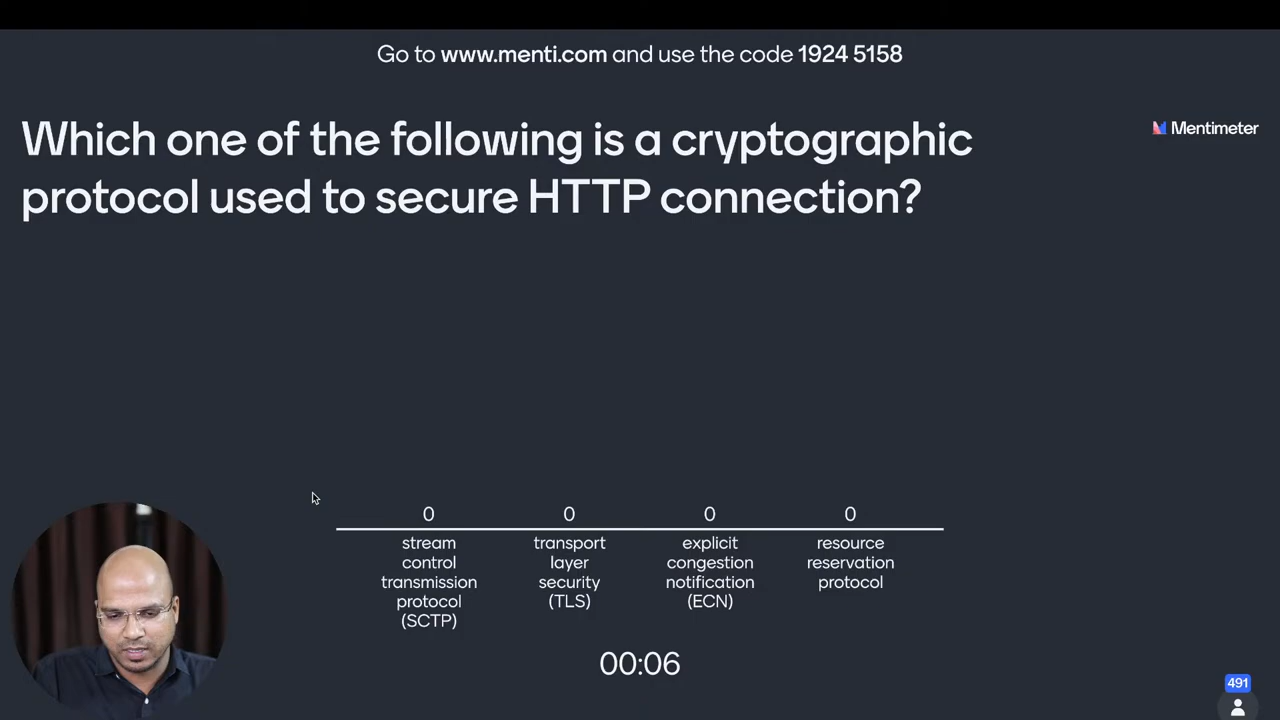 Go to www.menti.com and use the code 1924 5158
Which one of the following is a cryptographic
protocol used to secure HTTP connection?
Mentimeter
0
0
0
0
stream
control
transmission
protocol
(SCTP)
transport
layer
security
(TLS)
explicit
congestion
notification
(ECN)
resource
reservation
protocol
00:06
491